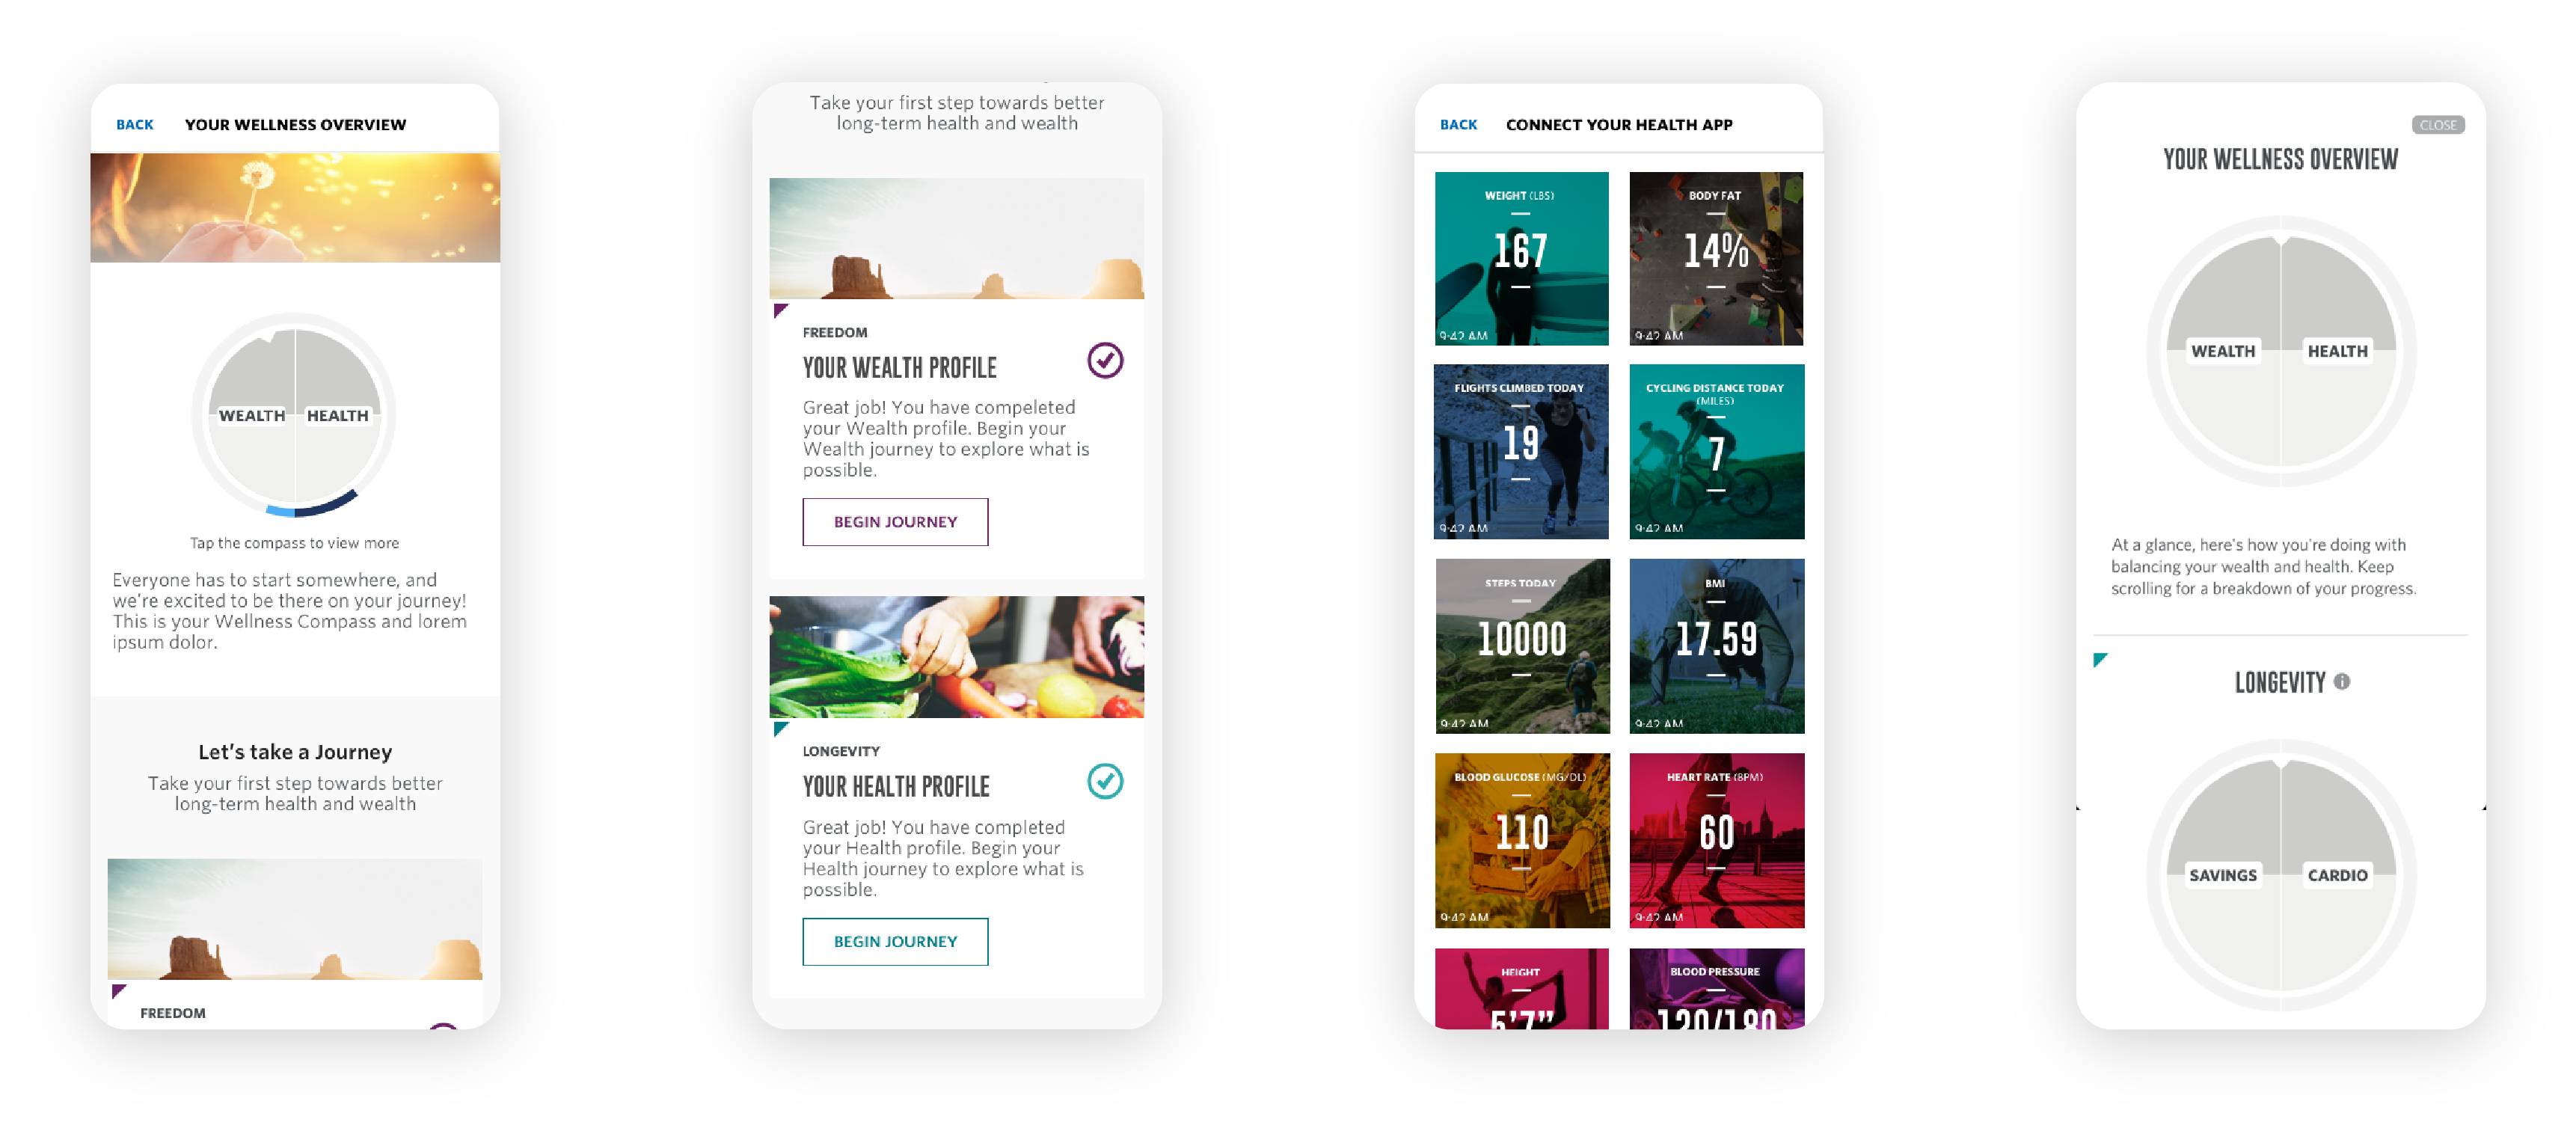 BACK YOUR WELLNESS OVERVIEW
WEALTH HEALTH
Tap the compass to view more
Everyone has to start somewhere, and
we're excited to be there on your journey!
This is your Wellness Compass and lorem
ipsum dolor.
Let's take a Journey
Take your first step towards better
long-term health and wealth
FREEDOM
Take your first step towards better
long-term health and wealth
FREEDOM
YOUR WEALTH PROFILE
Great job! You have compeleted
your Wealth profile. Begin your
Wealth journey to explore what is
possible.
BEGIN JOURNEY
LONGEVITY
YOUR HEALTH PROFILE
Great job! You have completed
your Health profile. Begin your
Health journey to explore what is
possible.
BEGIN JOURNEY
BACK CONNECT YOUR HEALTH APP
WEIGHT (LBS)
167
9:42 AM
BODY FAT
14%
9:42 AM
FLIGHTS CLIMBED TODAY
19
9:42 AM
CYCLING DISTANCE TODAY
(MILES)
7
9:42 AM
STEPS TODAY
10000
9:42 AM
BMI
17.59
9:42 AM
BLOOD GLUCOSE (MG/DL)
110
9:42 AM
HEART RATE (BPM)
60
9:42 AM
HEIGHT
5'7"
BLOOD PRESSURE
120/180
CLOSE
YOUR WELLNESS OVERVIEW
WEALTH HEALTH
At a glance, here's how you're doing with
balancing your wealth and health. Keep
scrolling for a breakdown of your progress.
LONGEVITY i
SAVINGS CARDIO